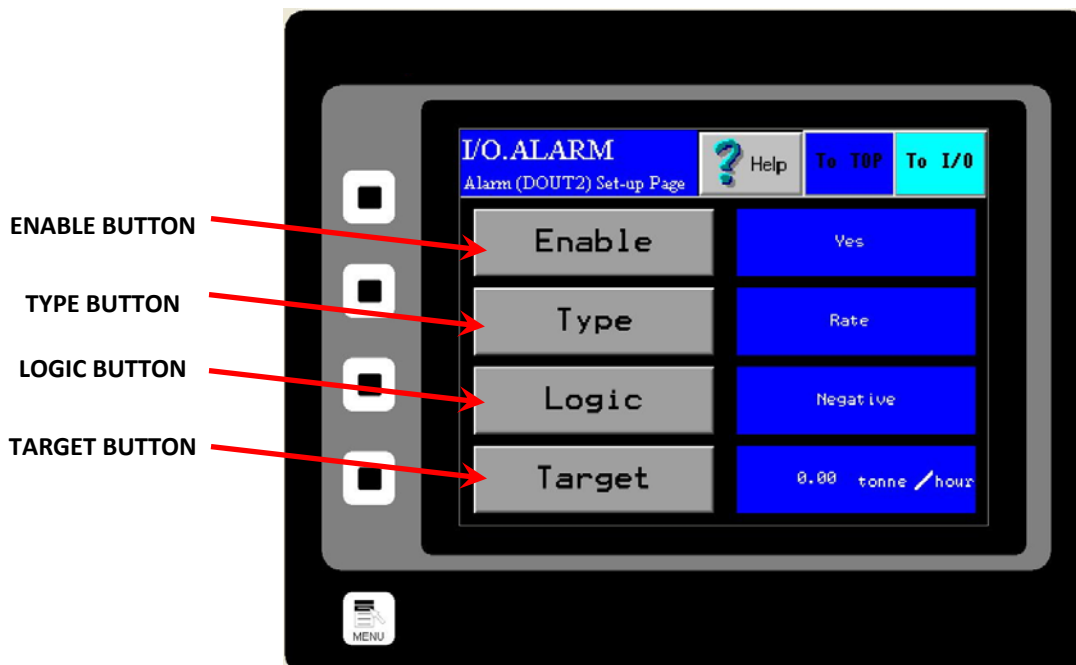 I/O.ALARM
Alarm (DOUT2) Set-up Page
Help
To TOP
To I/O
ENABLE BUTTON
Enable
Yes
TYPE BUTTON
Type
Rate
LOGIC BUTTON
Logic
Negative
TARGET BUTTON
Target
0.00 tonne/hour
MENU